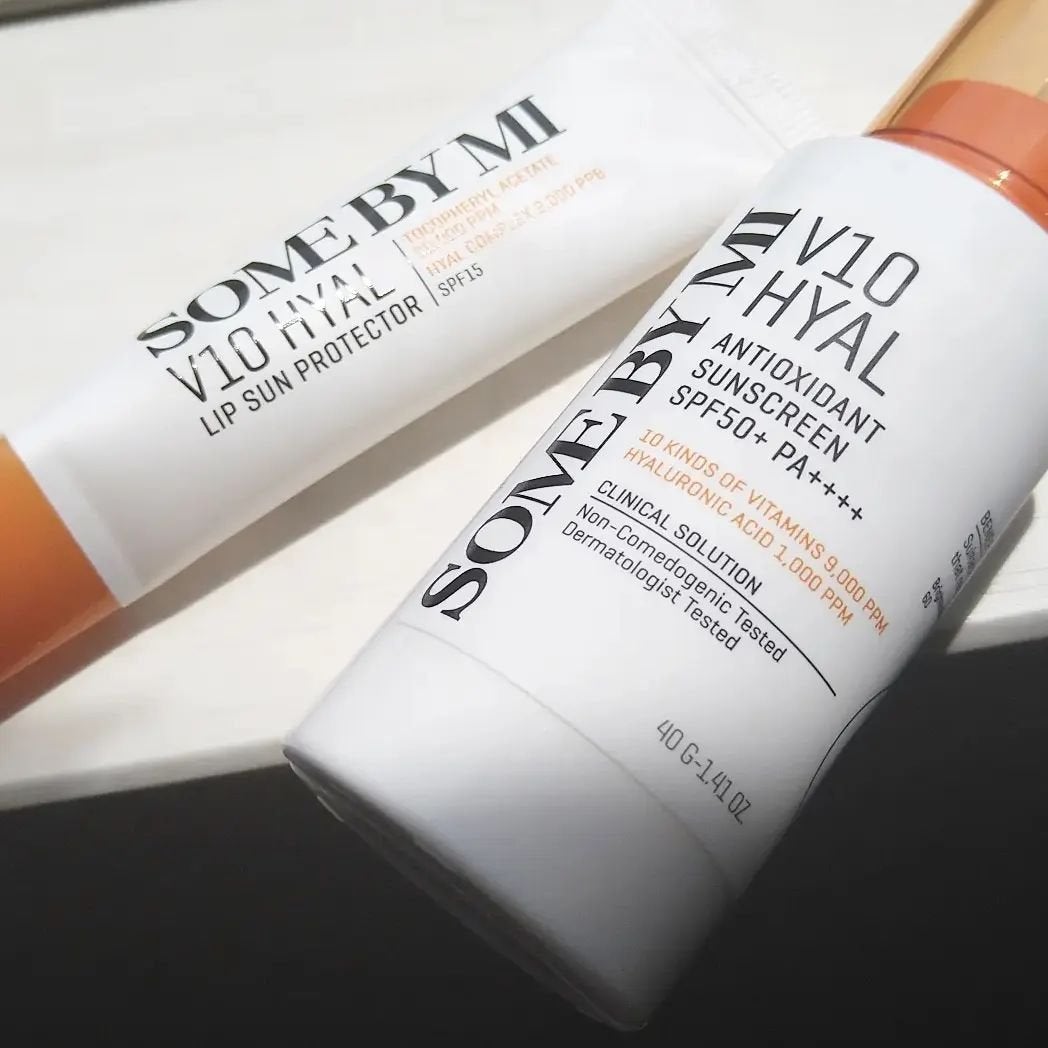 SOME BY MI
V10 HYAL
LIP SUN PROTECTOR
TOCOPHERYL ACETATE
PPM
HYAL COMPLEX 2,000 PPB
SPF15
SOME BY MI
V10
HYAL
ANTIOXIDANT
SUNSCREEN
SPF50+ PA++++
10 KINDS OF VITAMINS 9,000 PPM
HYALURONIC ACID 1,000 PPM
CLINICAL SOLUTION
Non-Comedogenic Tested
Dermatologist Tested
40 G-1.41 OZ.